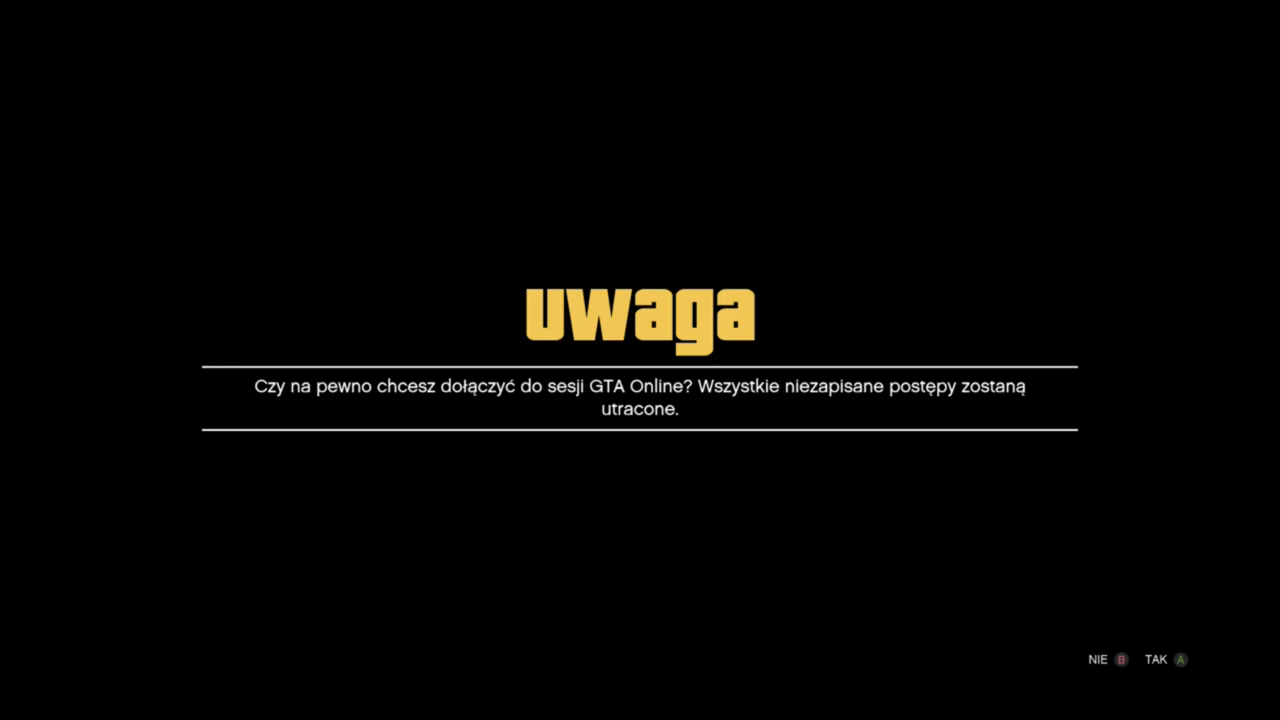 uwaga
Czy na pewno chcesz dołączyć do sesji GTA Online? Wszystkie niezapisane postępy zostaną
utracone.
NIE B TAK A